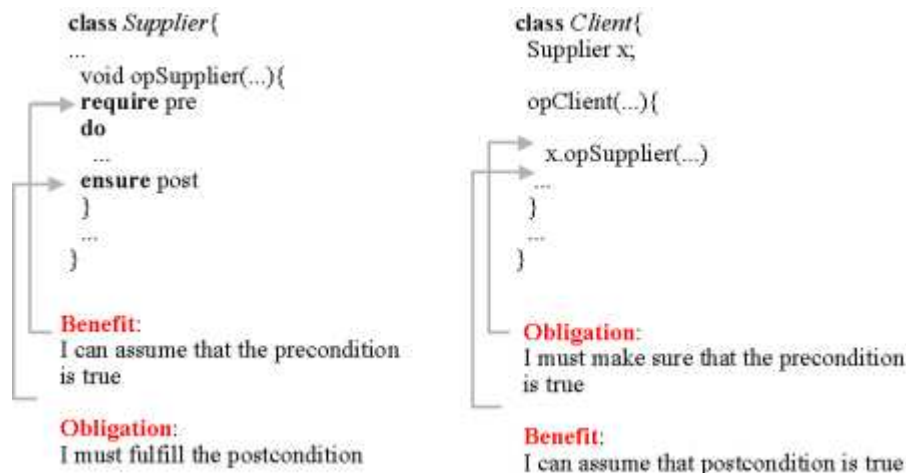 class Supplier{
...
void opSupplier(...){
require pre
do
...
ensure post
}
...
}
Benefit:
I can assume that the precondition
is true
Obligation:
I must fulfill the postcondition
class Client{
Supplier x;
opClient(...){
x.opSupplier(...)
...
}
...
}
Obligation:
I must make sure that the precondition
is true
Benefit:
I can assume that postcondition is true